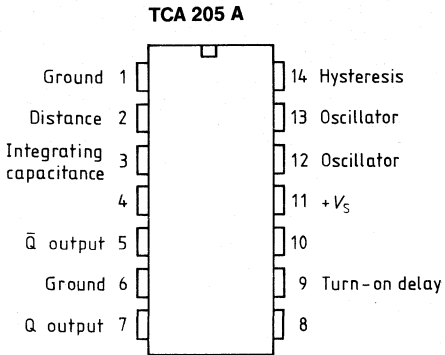 TCA 205 A
Ground 1
Distance 2
Integrating
capacitance 3
4
Q̄ output 5
Ground 6
Q output 7
14 Hysteresis
13 Oscillator
12 Oscillator
11 +Vs
10
9 Turn-on delay
8